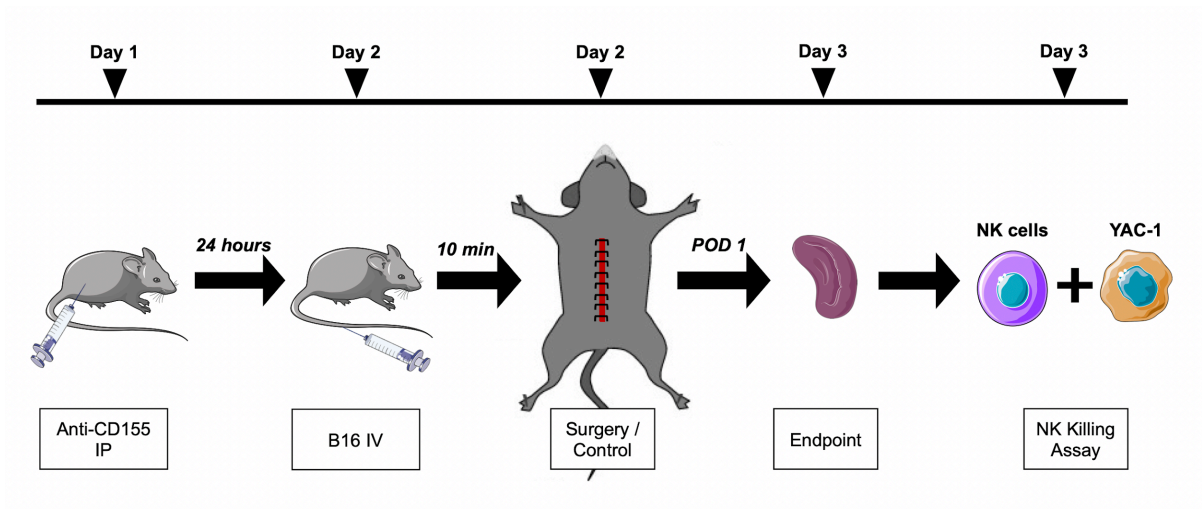 Day 1
Day 2
Day 2
Day 3
Day 3
24 hours
10 min
POD 1
NK cells
YAC-1
+
Anti-CD155
IP
B16 IV
Surgery /
Control
Endpoint
NK Killing
Assay